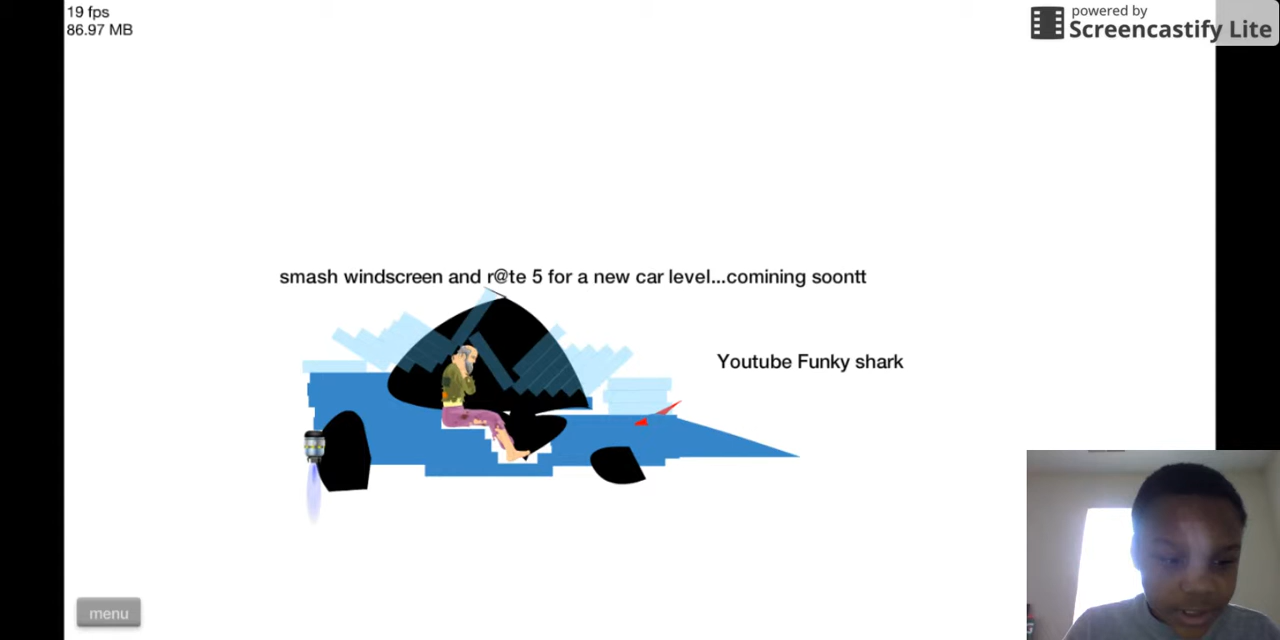 19 fps
86.97 MB
powered by
Screencastify Lite
smash windscreen and r@te 5 for a new car level...comining soontt
Youtube Funky shark
menu